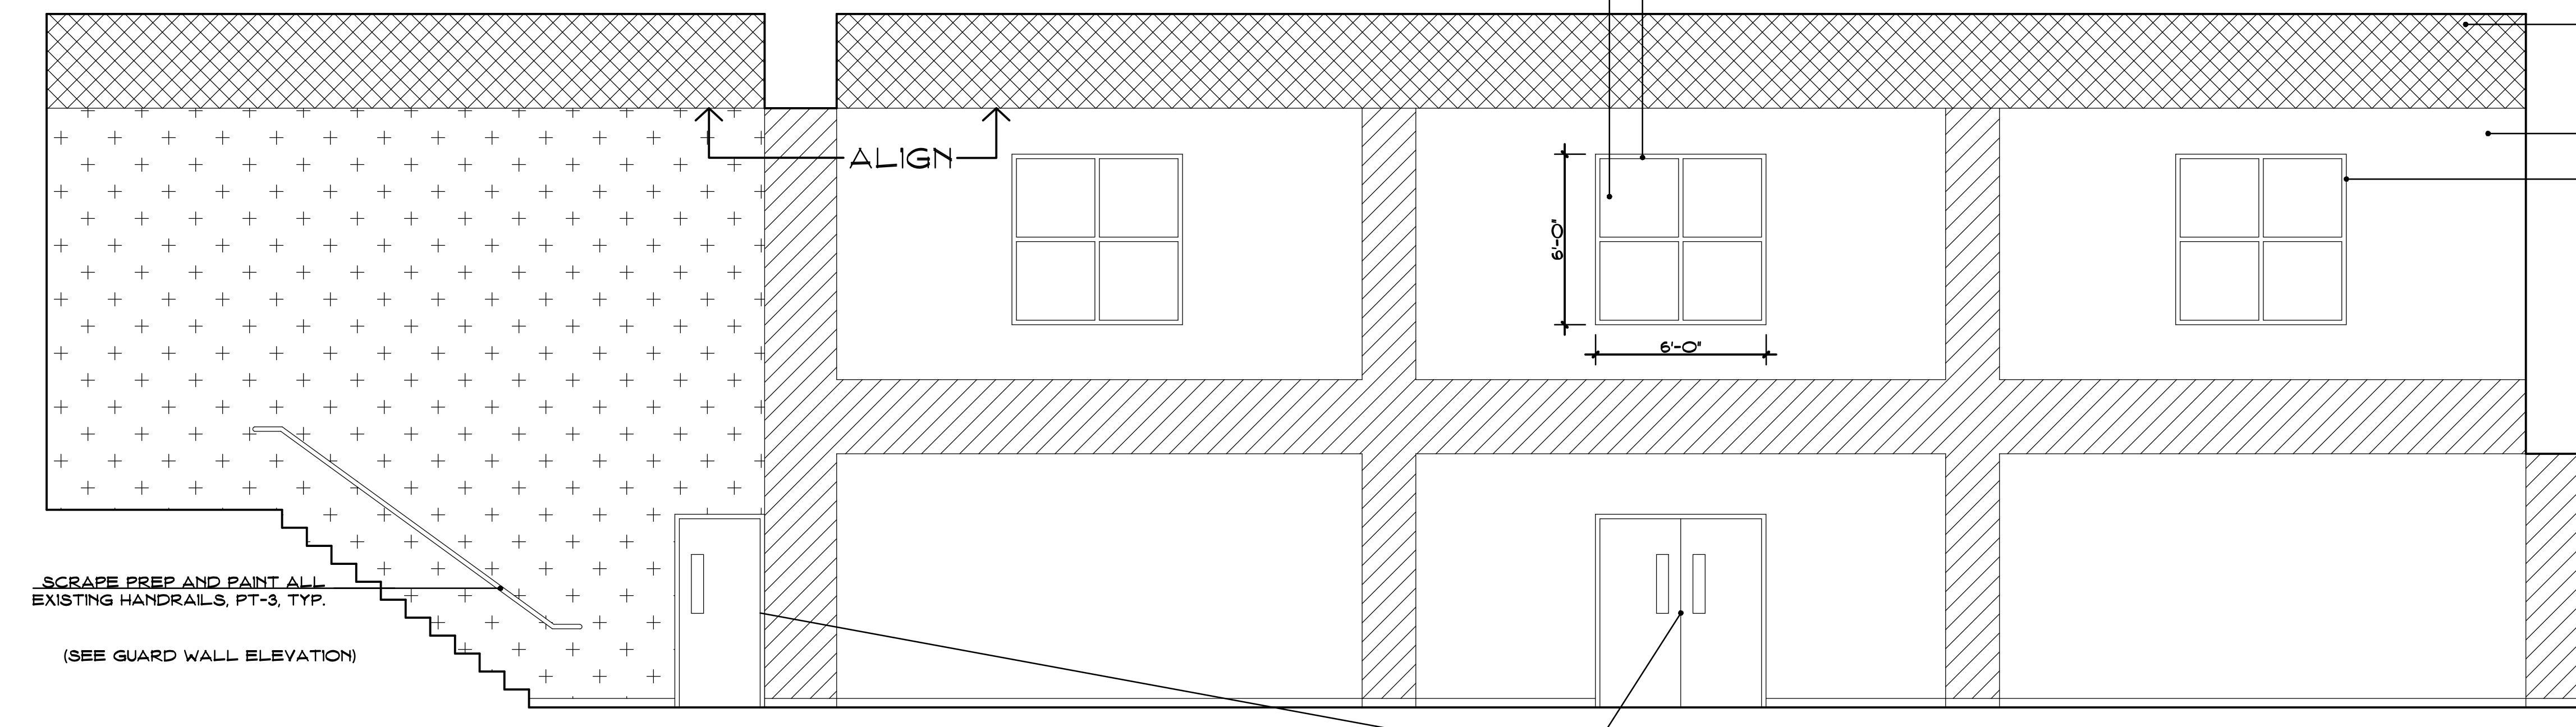 ALIGN
6'-0"
6'-0"
SCRAPE PREP AND PAINT ALL
EXISTING HANDRAILS, PT-3, TYP.
(SEE GUARD WALL ELEVATION)